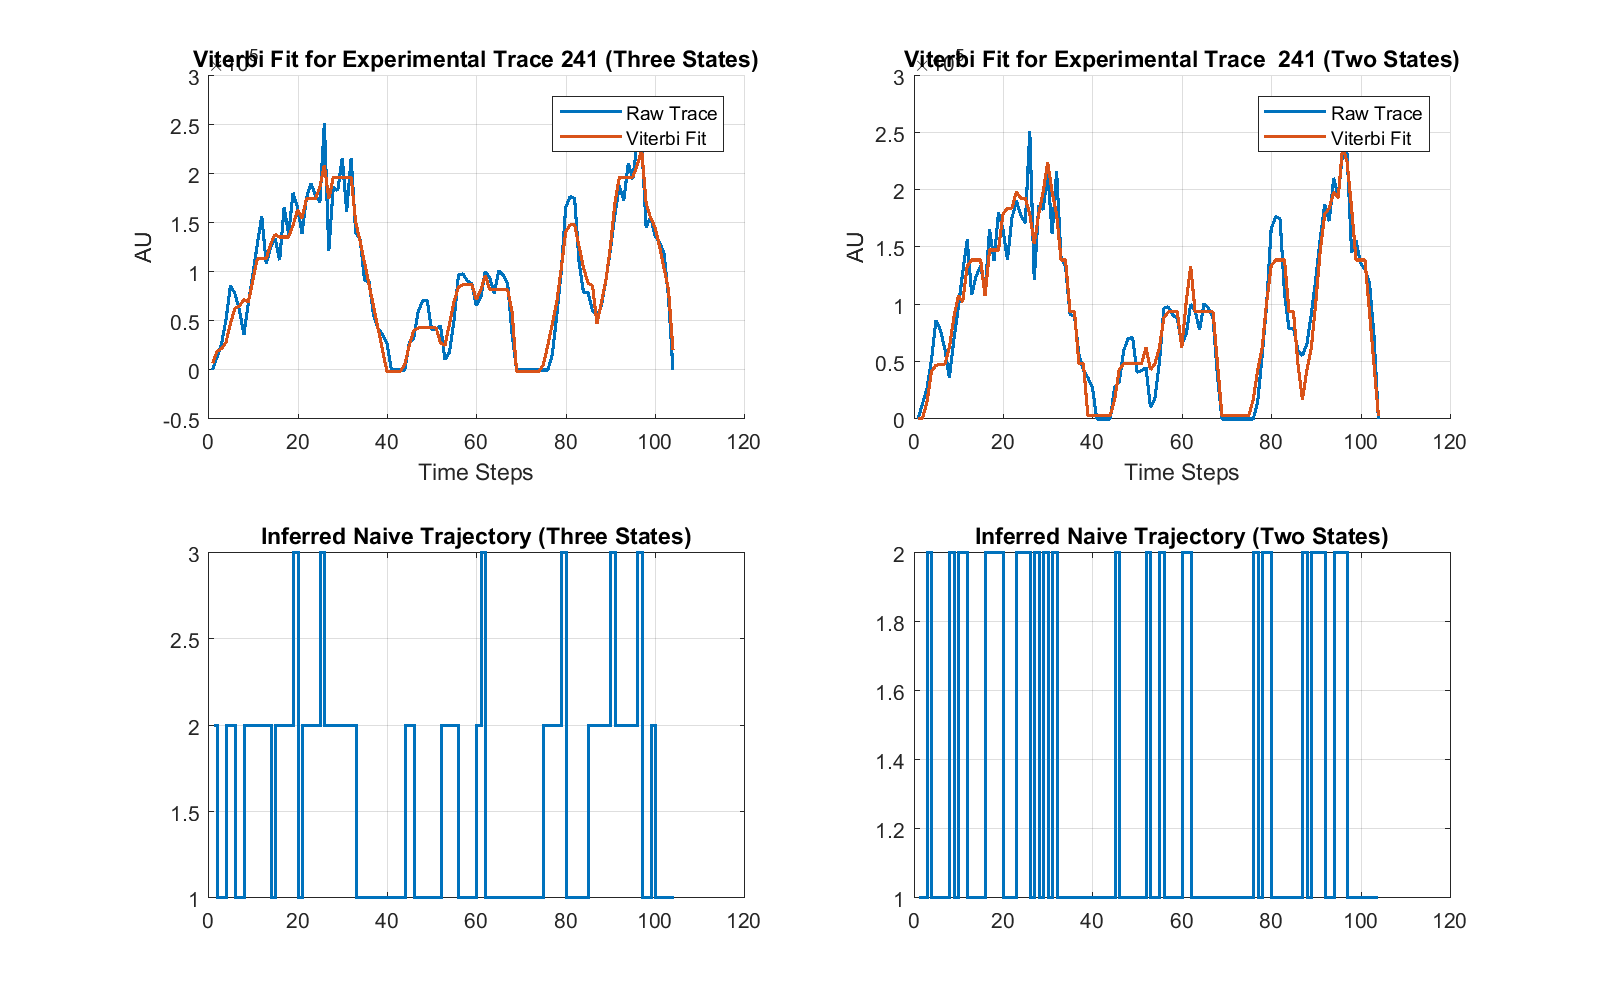 Viterbi Fit for Experimental Trace 241 (Three States)
×10^5
3
2.5
2
1.5
1
0.5
0
-0.5
AU
0 20 40 60 80 100 120
Time Steps
Raw Trace
Viterbi Fit
Viterbi Fit for Experimental Trace 241 (Two States)
×10^5
3
2.5
2
1.5
1
0.5
0
AU
0 20 40 60 80 100 120
Time Steps
Raw Trace
Viterbi Fit
Inferred Naive Trajectory (Three States)
3
2.5
2
1.5
1
0 20 40 60 80 100 120
Inferred Naive Trajectory (Two States)
2
1.8
1.6
1.4
1.2
1
0 20 40 60 80 100 120